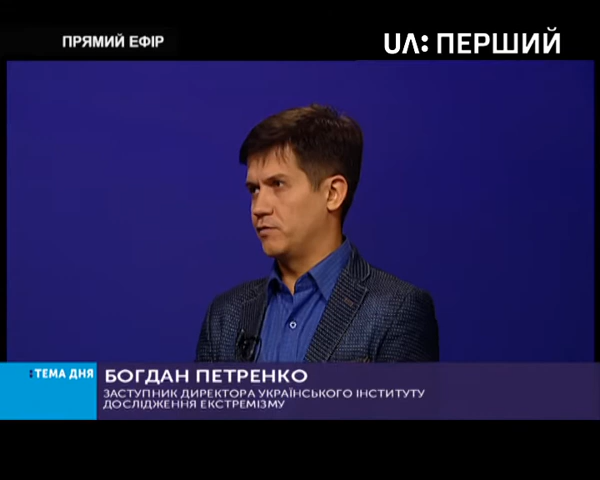 ПРЯМИЙ ЕФІР
UA: ПЕРШИЙ
:ТЕМА ДНЯ
БОГДАН ПЕТРЕНКО
ЗАСТУПНИК ДИРЕКТОРА УКРАЇНСЬКОГО ІНСТИТУТУ
ДОСЛІДЖЕННЯ ЕКСТРЕМІЗМУ